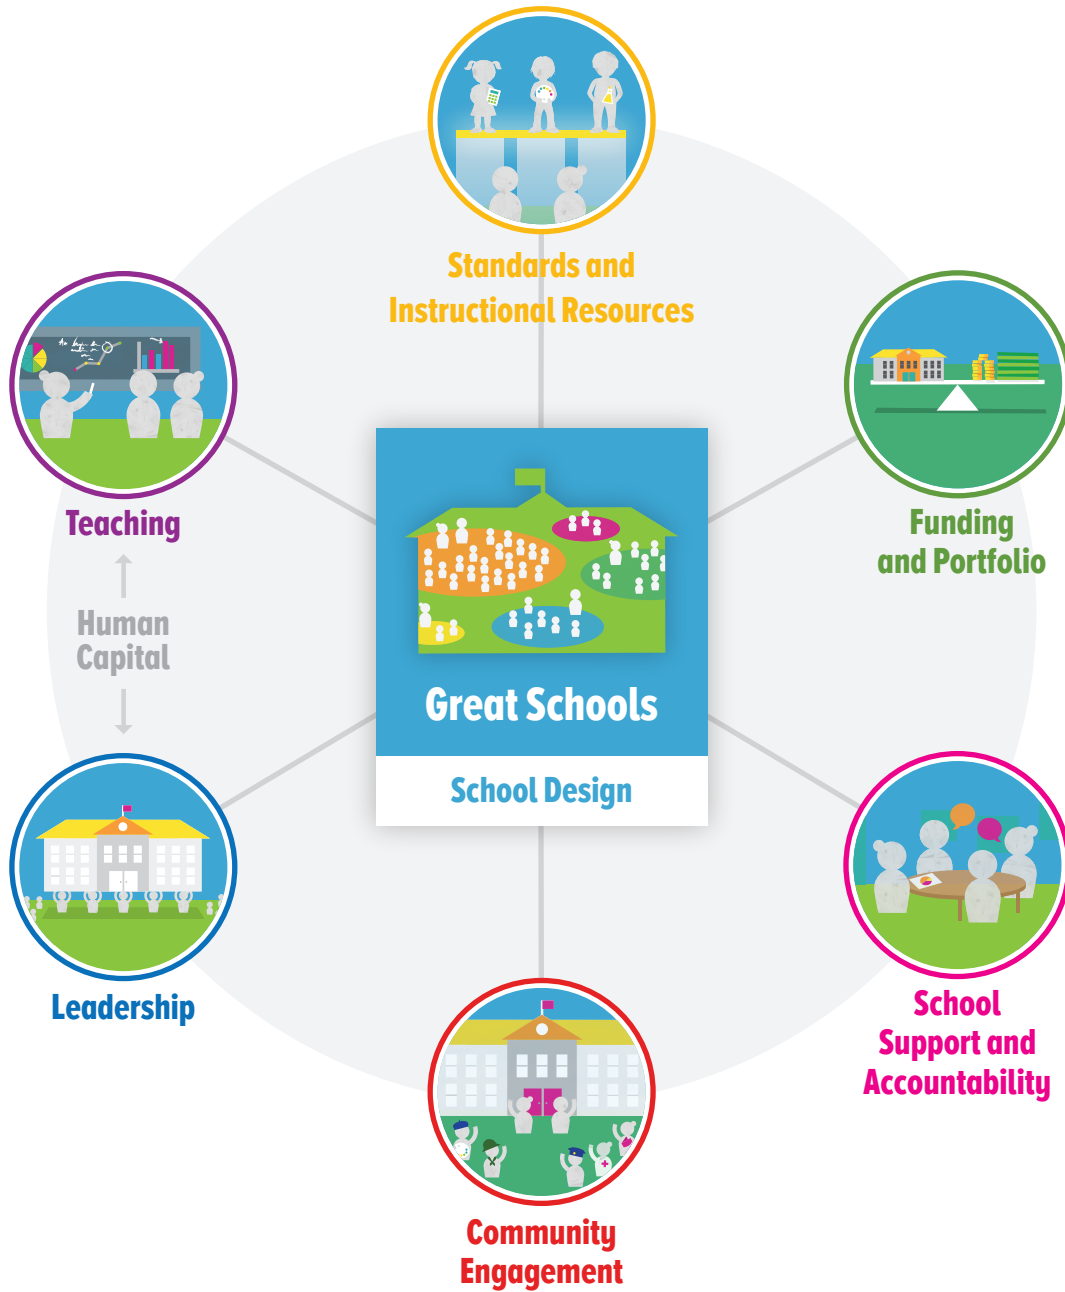 Standards and
Instructional Resources
Teaching
Funding
and Portfolio
Human
Capital
Great Schools
School Design
Leadership
School
Support and
Accountability
Community
Engagement